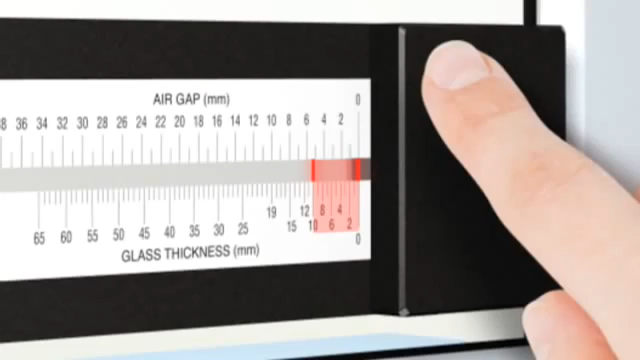 AIR GAP (mm) 0
38 36 34 32 30 28 26 24 22 20 18 16 14 12 10 8 6 4 2
19 12 8 4
65 60 55 50 45 40 35 30 25 15 10 6 2
GLASS THICKNESS (mm) 0